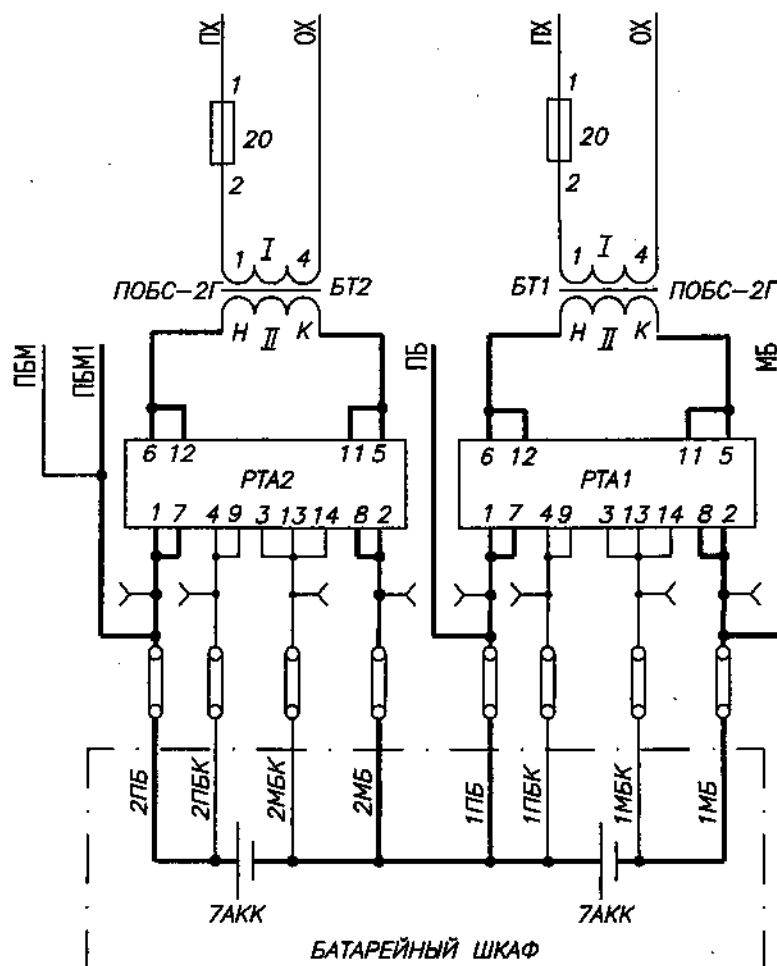 ПХ ОХ ПХ ОХ
1 1
20 20
2 2
1 I 4 1 I 4
ПОБС-2Г БТ2 БТ1 ПОБС-2Г
Н II К Н II К
ПБМ ПБМ1 ПБ МБ
6 12 11 5 6 12 11 5
РТА2 РТА1
1 7 4 9 3 13 14 8 2 1 7 4 9 3 13 14 8 2
2ПБ 2ПБК 2МБК 2МБ 1ПБ 1ПБК 1МБК 1МБ
7АКК 7АКК
БАТАРЕЙНЫЙ ШКАФ